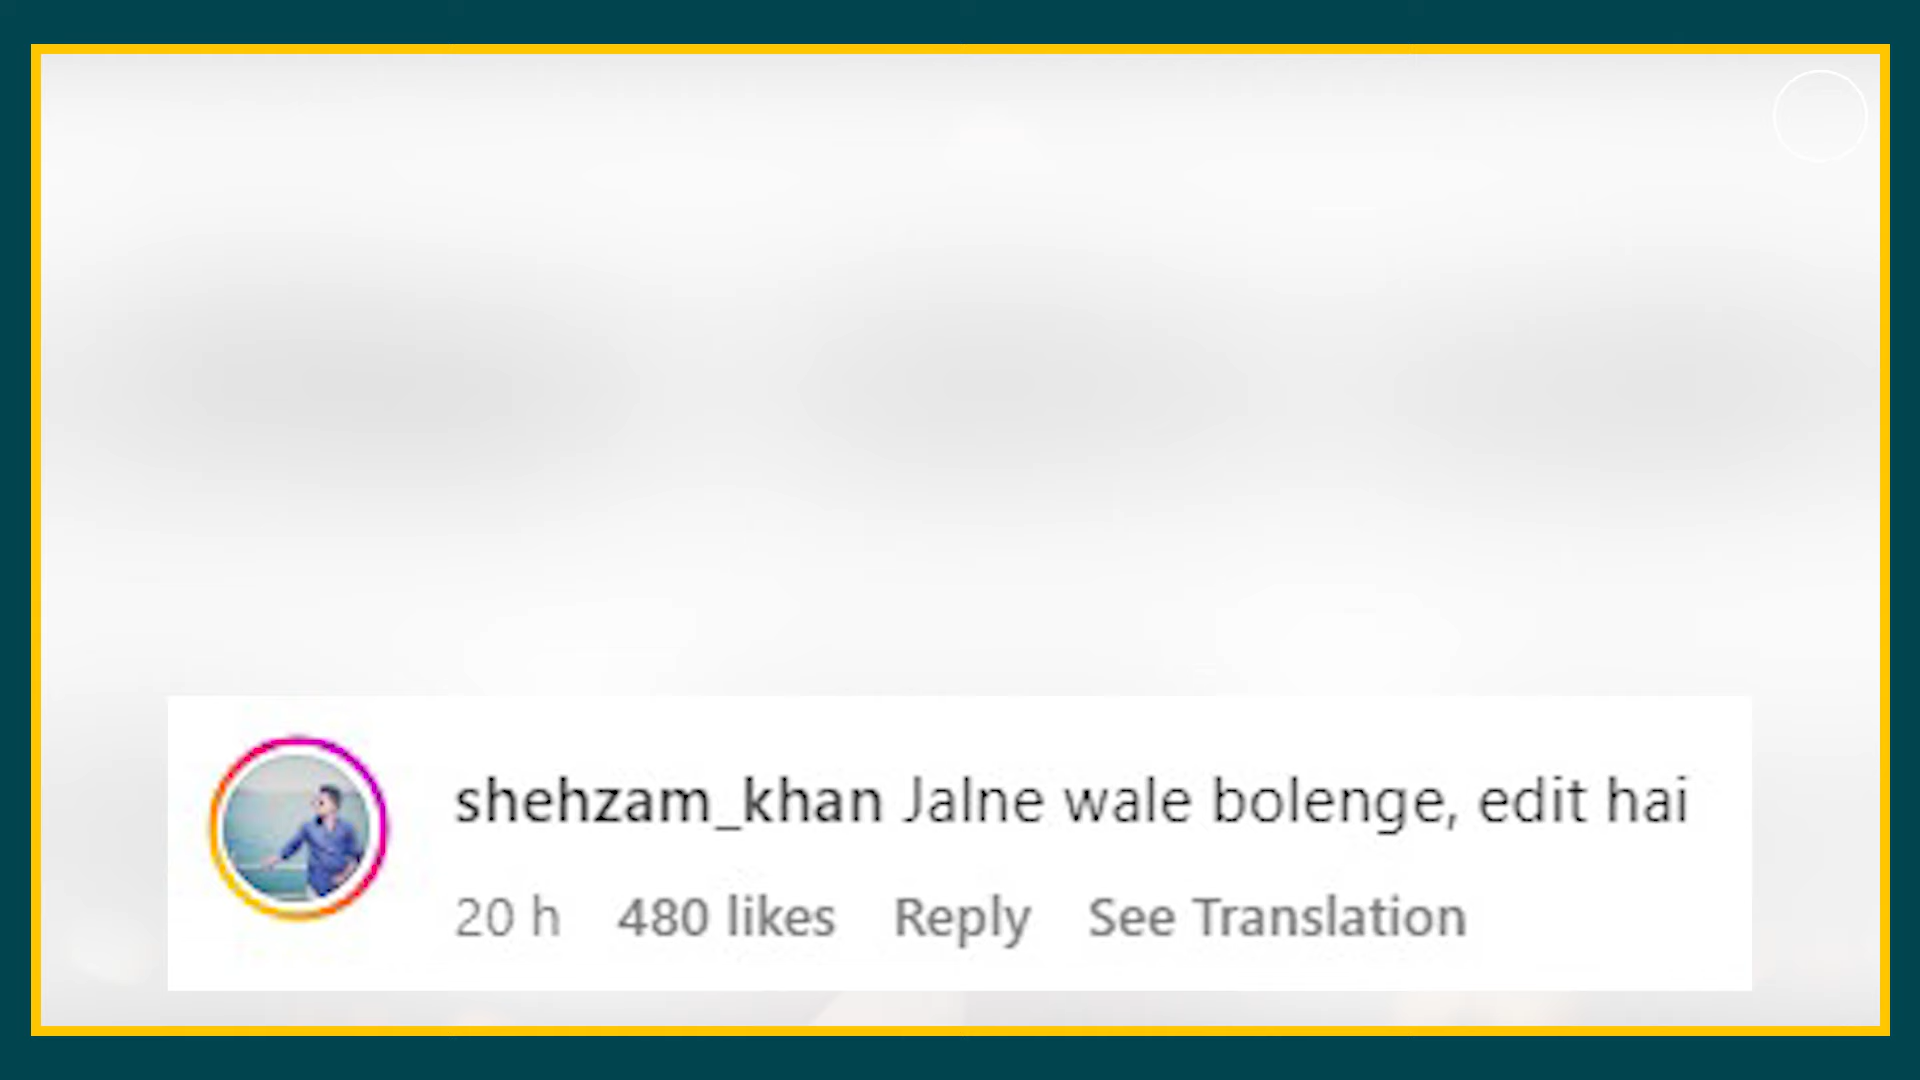 shehzam_khan Jalne wale bolenge, edit hai
20 h 480 likes Reply See Translation